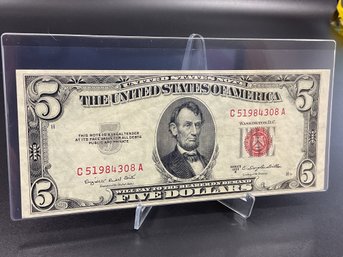 UNITED STATES NOTE
5
THE UNITED STATES OF AMERICA
5
C 51984308 A
H
THIS NOTE IS A LEGAL TENDER
AT ITS FACE VALUE FOR ALL DEBTS
PUBLIC AND PRIVATE
WASHINGTON, D.C.
C 51984308 A
SERIES
H
WILL PAY TO THE BEARER ON DEMAND
5
FIVE DOLLARS
5